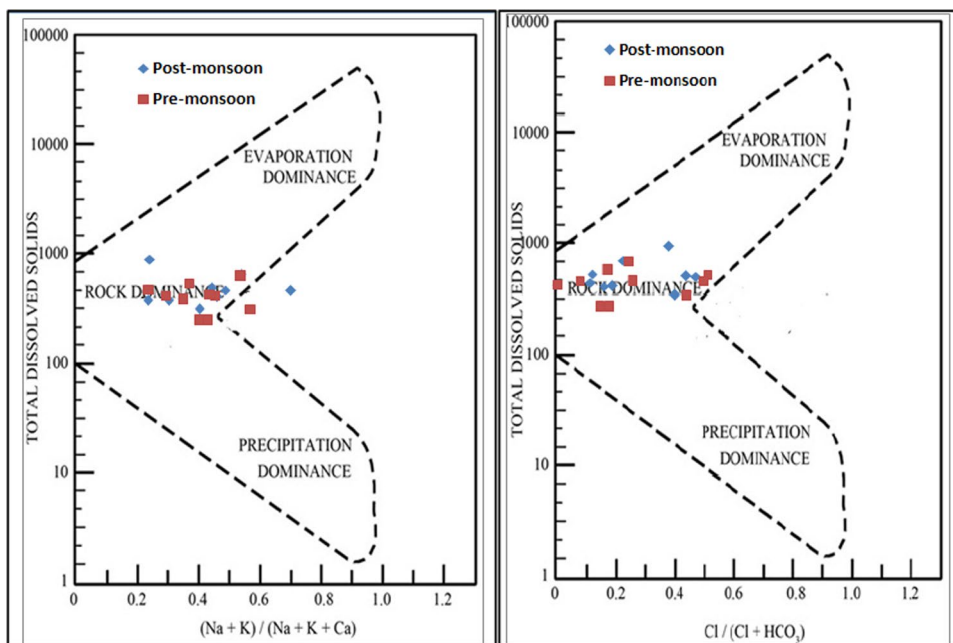 100000
10000
1000
100
10
1
TOTAL DISSOLVED SOLIDS
Post-monsoon
Pre-monsoon
EVAPORATION
DOMINANCE
ROCK DOMINANCE
PRECIPITATION
DOMINANCE
0 0.2 0.4 0.6 0.8 1.0 1.2
(Na + K) / (Na + K + Ca)
100000
10000
1000
100
10
1
TOTAL DISSOLVED SOLIDS
Post-monsoon
Pre-monsoon
EVAPORATION
DOMINANCE
ROCK DOMINANCE
PRECIPITATION
DOMINANCE
0 0.2 0.4 0.6 0.8 1.0 1.2
Cl / (Cl + HCO₃)